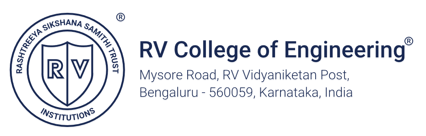 RASHTREEYA SIKSHANA SAMITHI TRUST
®
RV
INSTITUTIONS
RV College of Engineering®
Mysore Road, RV Vidyaniketan Post,
Bengaluru - 560059, Karnataka, India